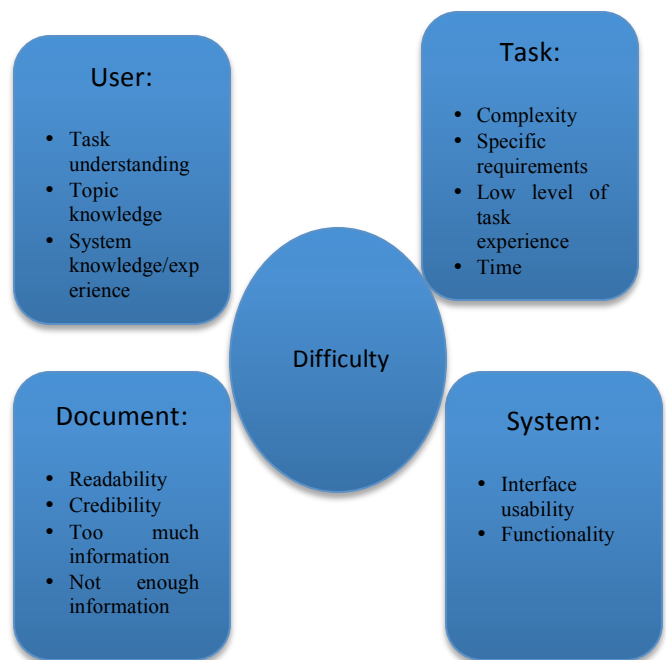 User:
• Task
understanding
• Topic
knowledge
• System
knowledge/exp
erience
Task:
• Complexity
• Specific
requirements
• Low level of
task
experience
• Time
Difficulty
Document:
• Readability
• Credibility
• Too much
information
• Not enough
information
System:
• Interface
usability
• Functionality